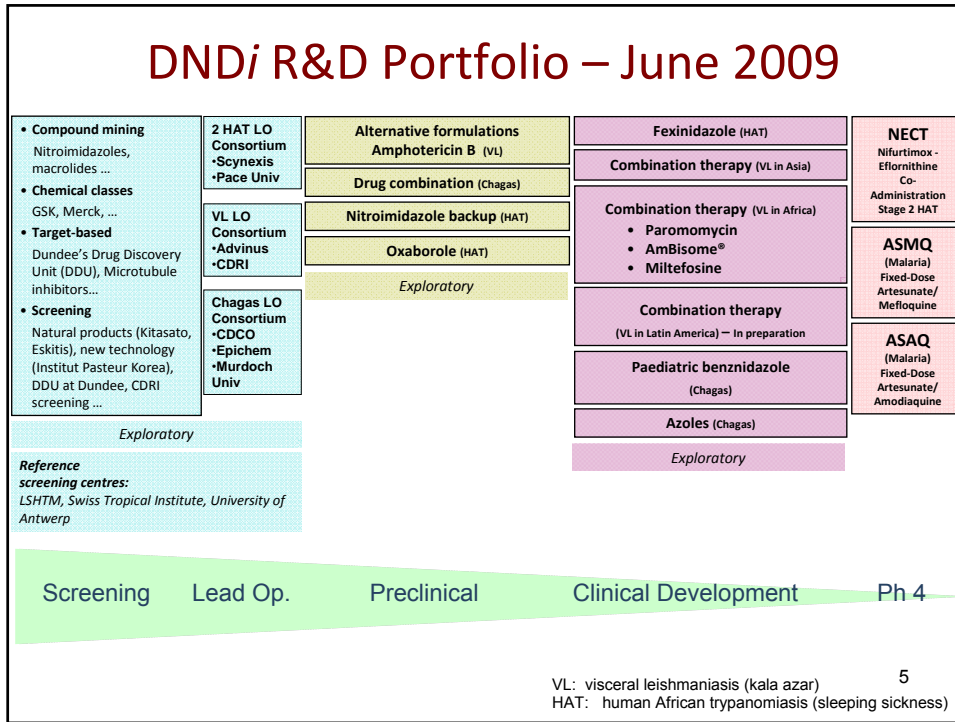 DNDi R&D Portfolio – June 2009
• Compound mining
Nitroimidazoles,
macrolides …
• Chemical classes
GSK, Merck, …
• Target-based
Dundee's Drug Discovery
Unit (DDU), Microtubule
inhibitors…
• Screening
Natural products (Kitasato,
Eskitis), new technology
(Institut Pasteur Korea),
DDU at Dundee, CDRI
screening …
2 HAT LO
Consortium
•Scynexis
•Pace Univ
VL LO
Consortium
•Advinus
•CDRI
Chagas LO
Consortium
•CDCO
•Epichem
•Murdoch
Univ
Exploratory
Reference
screening centres:
LSHTM, Swiss Tropical Institute, University of
Antwerp
Alternative formulations
Amphotericin B (VL)
Drug combination (Chagas)
Nitroimidazole backup (HAT)
Oxaborole (HAT)
Exploratory
Fexinidazole (HAT)
Combination therapy (VL in Asia)
Combination therapy (VL in Africa)
• Paromomycin
• AmBisome®
• Miltefosine
Combination therapy
(VL in Latin America) – In preparation
Paediatric benznidazole
(Chagas)
Azoles (Chagas)
Exploratory
NECT
Nifurtimox -
Eflornithine
Co-
Administration
Stage 2 HAT
ASMQ
(Malaria)
Fixed-Dose
Artesunate/
Mefloquine
ASAQ
(Malaria)
Fixed-Dose
Artesunate/
Amodiaquine
Screening Lead Op. Preclinical Clinical Development Ph 4
VL: visceral leishmaniasis (kala azar)
HAT: human African trypanomiasis (sleeping sickness)
5